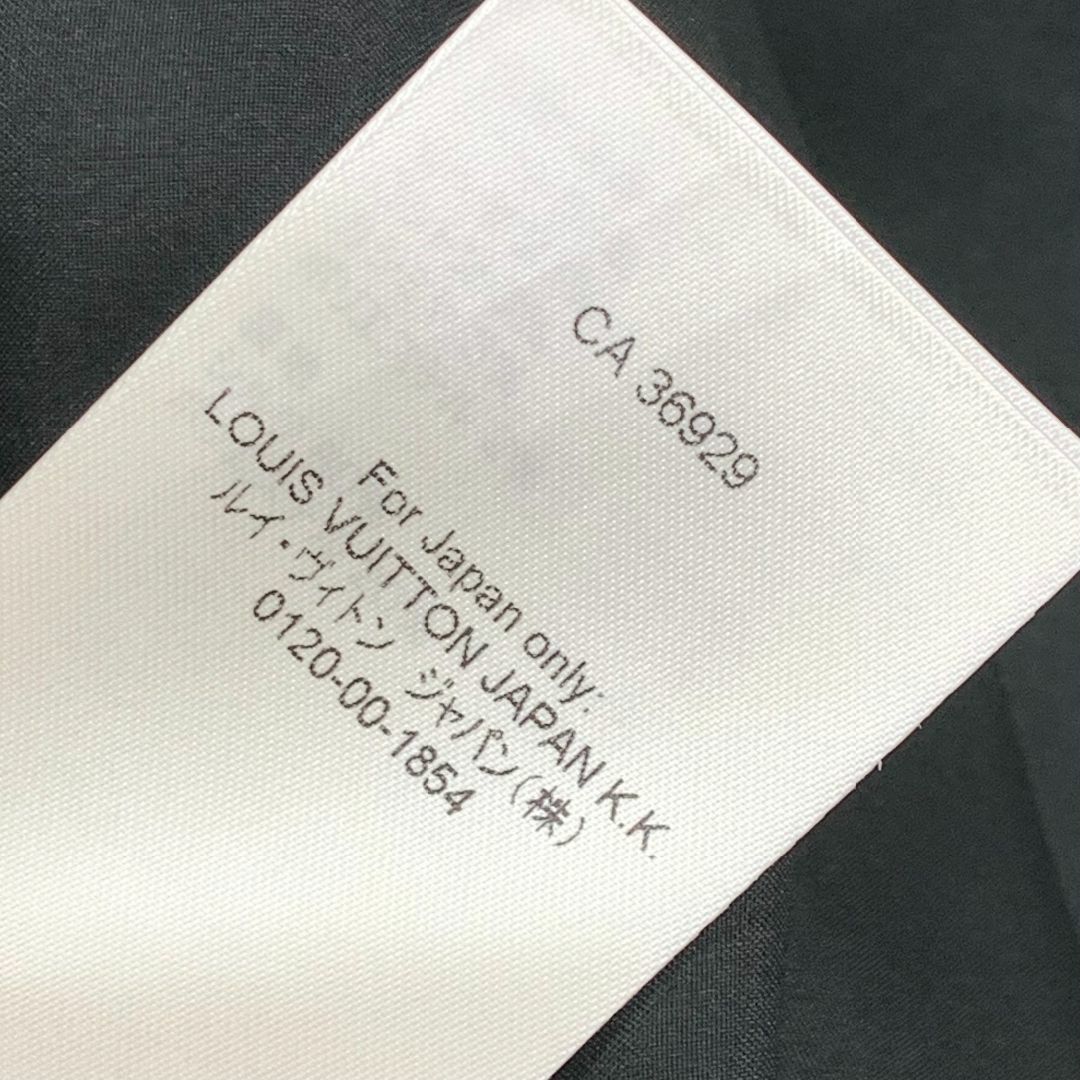 CA 36929
For Japan only:
LOUIS VUITTON JAPAN K.K.
ルイ・ヴィトン ジャパン(株)
0120-00-1854